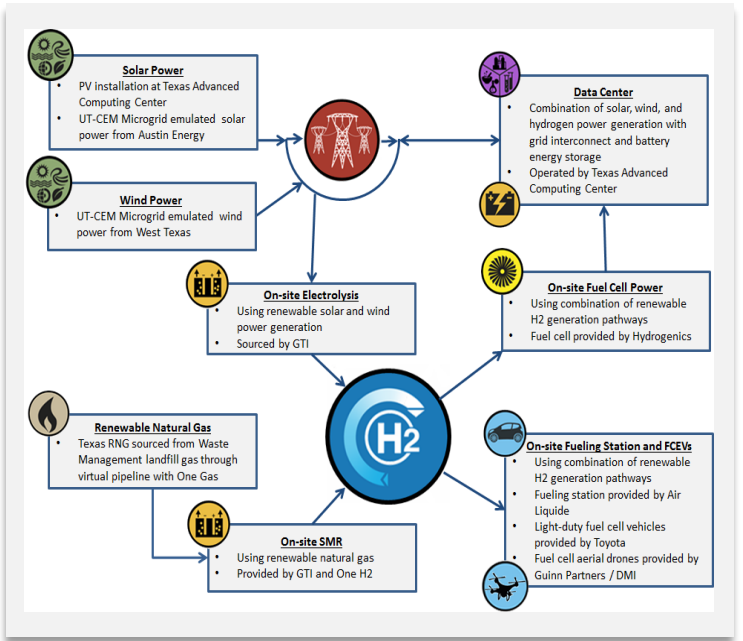 Solar Power
• PV installation at Texas Advanced
Computing Center
• UT-CEM Microgrid emulated solar
power from Austin Energy
Data Center
• Combination of solar, wind, and
hydrogen power generation with
grid interconnect and battery
energy storage
• Operated by Texas Advanced
Computing Center
Wind Power
• UT-CEM Microgrid emulated wind
power from West Texas
On-site Electrolysis
• Using renewable solar and wind
power generation
• Sourced by GTI
On-site Fuel Cell Power
• Using combination of renewable
H2 generation pathways
• Fuel cell provided by Hydrogenics
H2
Renewable Natural Gas
• Texas RNG sourced from Waste
Management landfill gas through
virtual pipeline with One Gas
On-site Fueling Station and FCEVs
• Using combination of renewable
H2 generation pathways
• Fueling station provided by Air
Liquide
• Light-duty fuel cell vehicles
provided by Toyota
• Fuel cell aerial drones provided by
Guinn Partners / DMI
On-site SMR
• Using renewable natural gas
• Provided by GTI and One H2